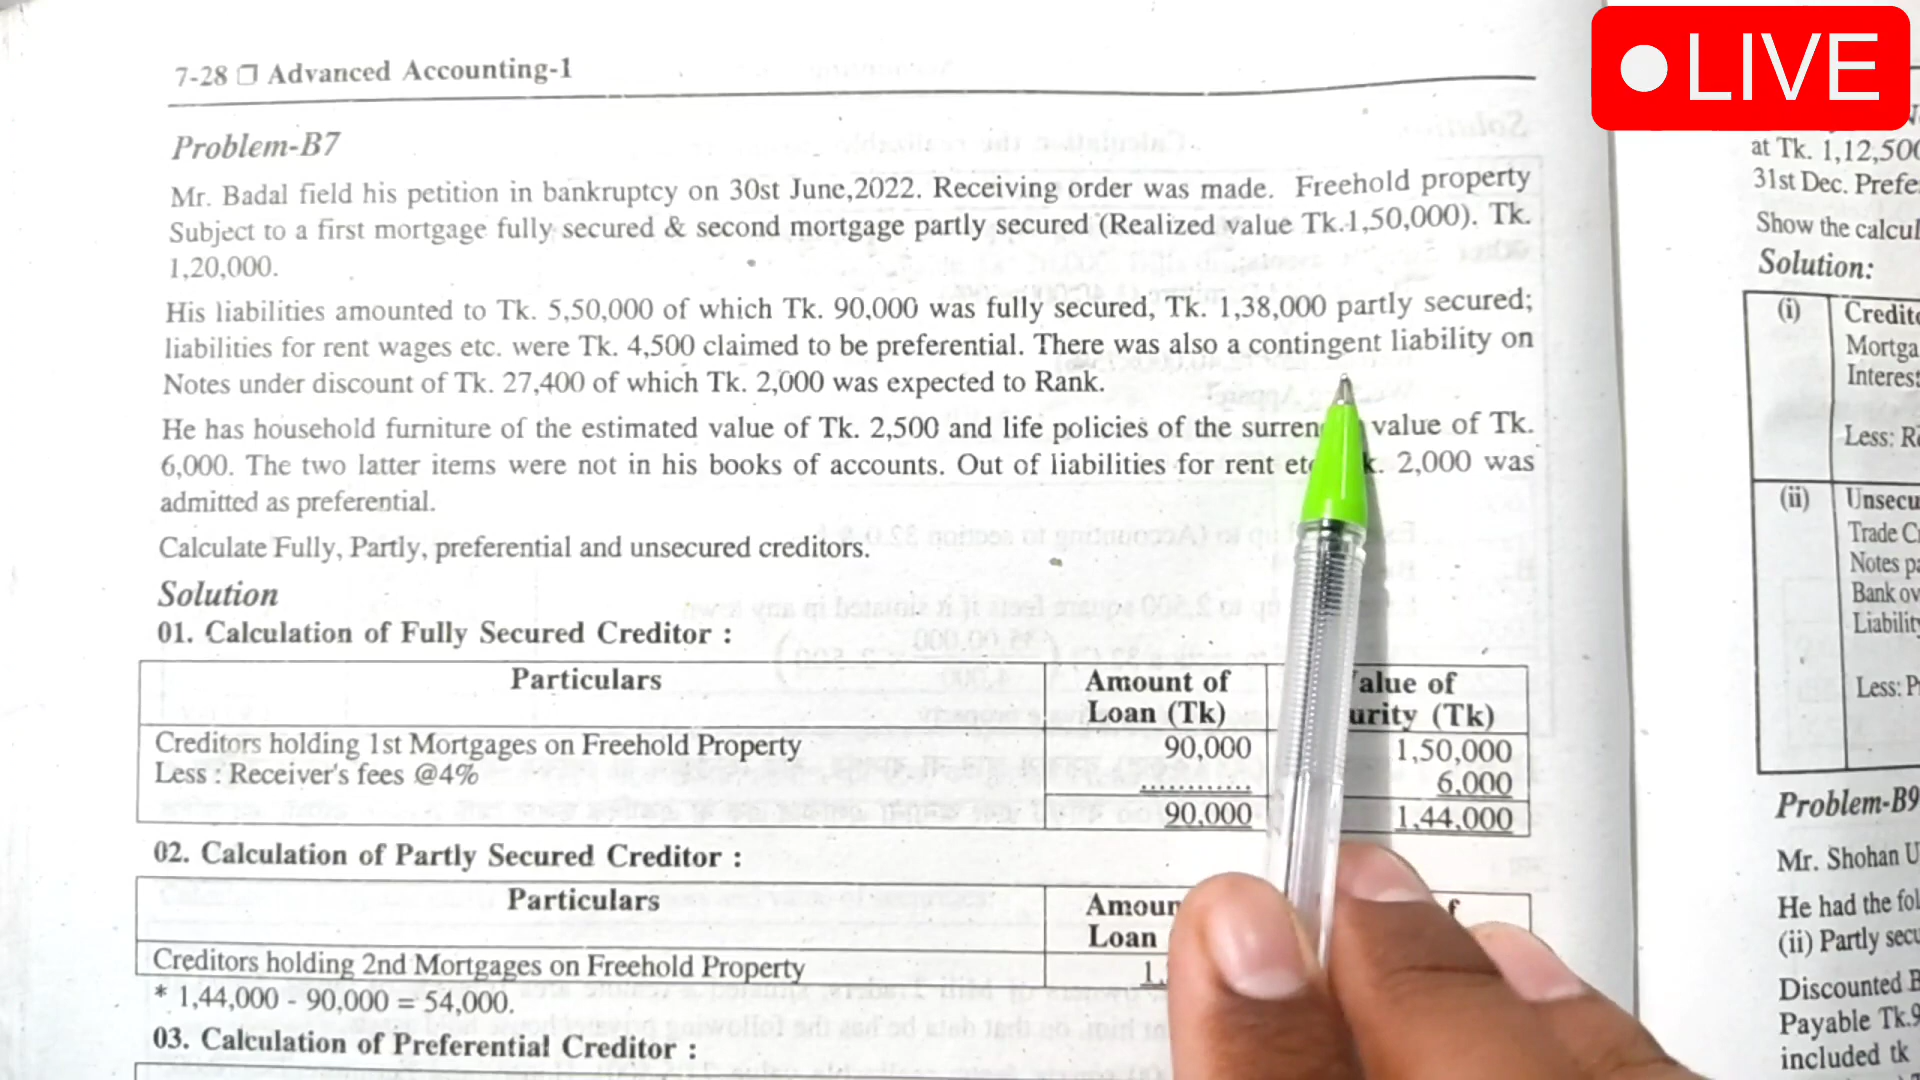 LIVE
7-28 ❐ Advanced Accounting-1
Problem-B7
Mr. Badal field his petition in bankruptcy on 30st June,2022. Receiving order was made. Freehold property
Subject to a first mortgage fully secured & second mortgage partly secured (Realized value Tk.1,50,000). Tk.
1,20,000.
His liabilities amounted to Tk. 5,50,000 of which Tk. 90,000 was fully secured, Tk. 1,38,000 partly secured;
liabilities for rent wages etc. were Tk. 4,500 claimed to be preferential. There was also a contingent liability on
Notes under discount of Tk. 27,400 of which Tk. 2,000 was expected to Rank.
He has household furniture of the estimated value of Tk. 2,500 and life policies of the surren value of Tk.
6,000. The two latter items were not in his books of accounts. Out of liabilities for rent etc k. 2,000 was
admitted as preferential.
Calculate Fully, Partly, preferential and unsecured creditors.
Solution
01. Calculation of Fully Secured Creditor :
Particulars Amount of alue of
Loan (Tk) urity (Tk)
Creditors holding 1st Mortgages on Freehold Property 90,000 1,50,000
Less : Receiver's fees @4% ........... 6,000
90,000 1,44,000
02. Calculation of Partly Secured Creditor :
Particulars Amoun
Loan
Creditors holding 2nd Mortgages on Freehold Property 1,
* 1,44,000 - 90,000 = 54,000.
03. Calculation of Preferential Creditor :
at Tk. 1,12,500
31st Dec. Prefe
Show the calcul
Solution:
(i) Credito
Mortga
Interest
Less: Re
(ii) Unsecu
Trade C
Notes pa
Bank ov
Liability
Less: P
Problem-B9
Mr. Shohan U
He had the fol
(ii) Partly secu
Discounted B
Payable Tk.9
included tk